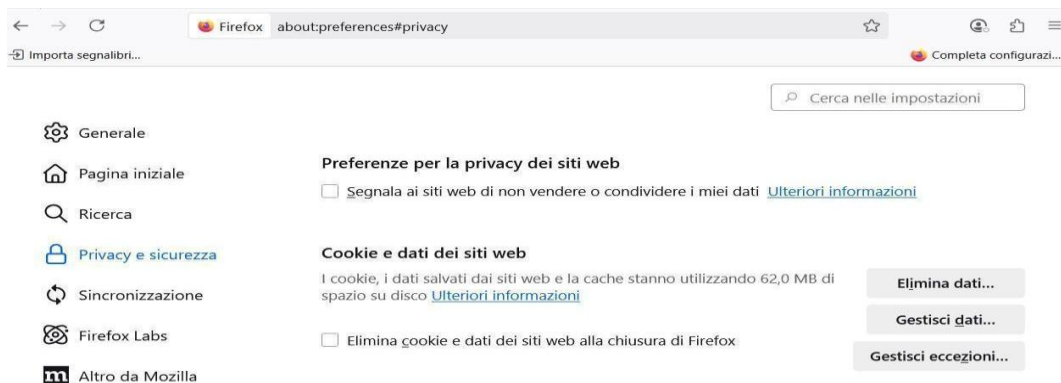 Firefox about:preferences#privacy
Importa segnalibri...
Completa configurazi...
Cerca nelle impostazioni
Generale
Pagina iniziale
Ricerca
Privacy e sicurezza
Sincronizzazione
Firefox Labs
Altro da Mozilla
Preferenze per la privacy dei siti web
Segnala ai siti web di non vendere o condividere i miei dati Ulteriori informazioni
Cookie e dati dei siti web
I cookie, i dati salvati dai siti web e la cache stanno utilizzando 62,0 MB di
spazio su disco Ulteriori informazioni
Elimina dati...
Gestisci dati...
Elimina cookie e dati dei siti web alla chiusura di Firefox
Gestisci eccezioni...